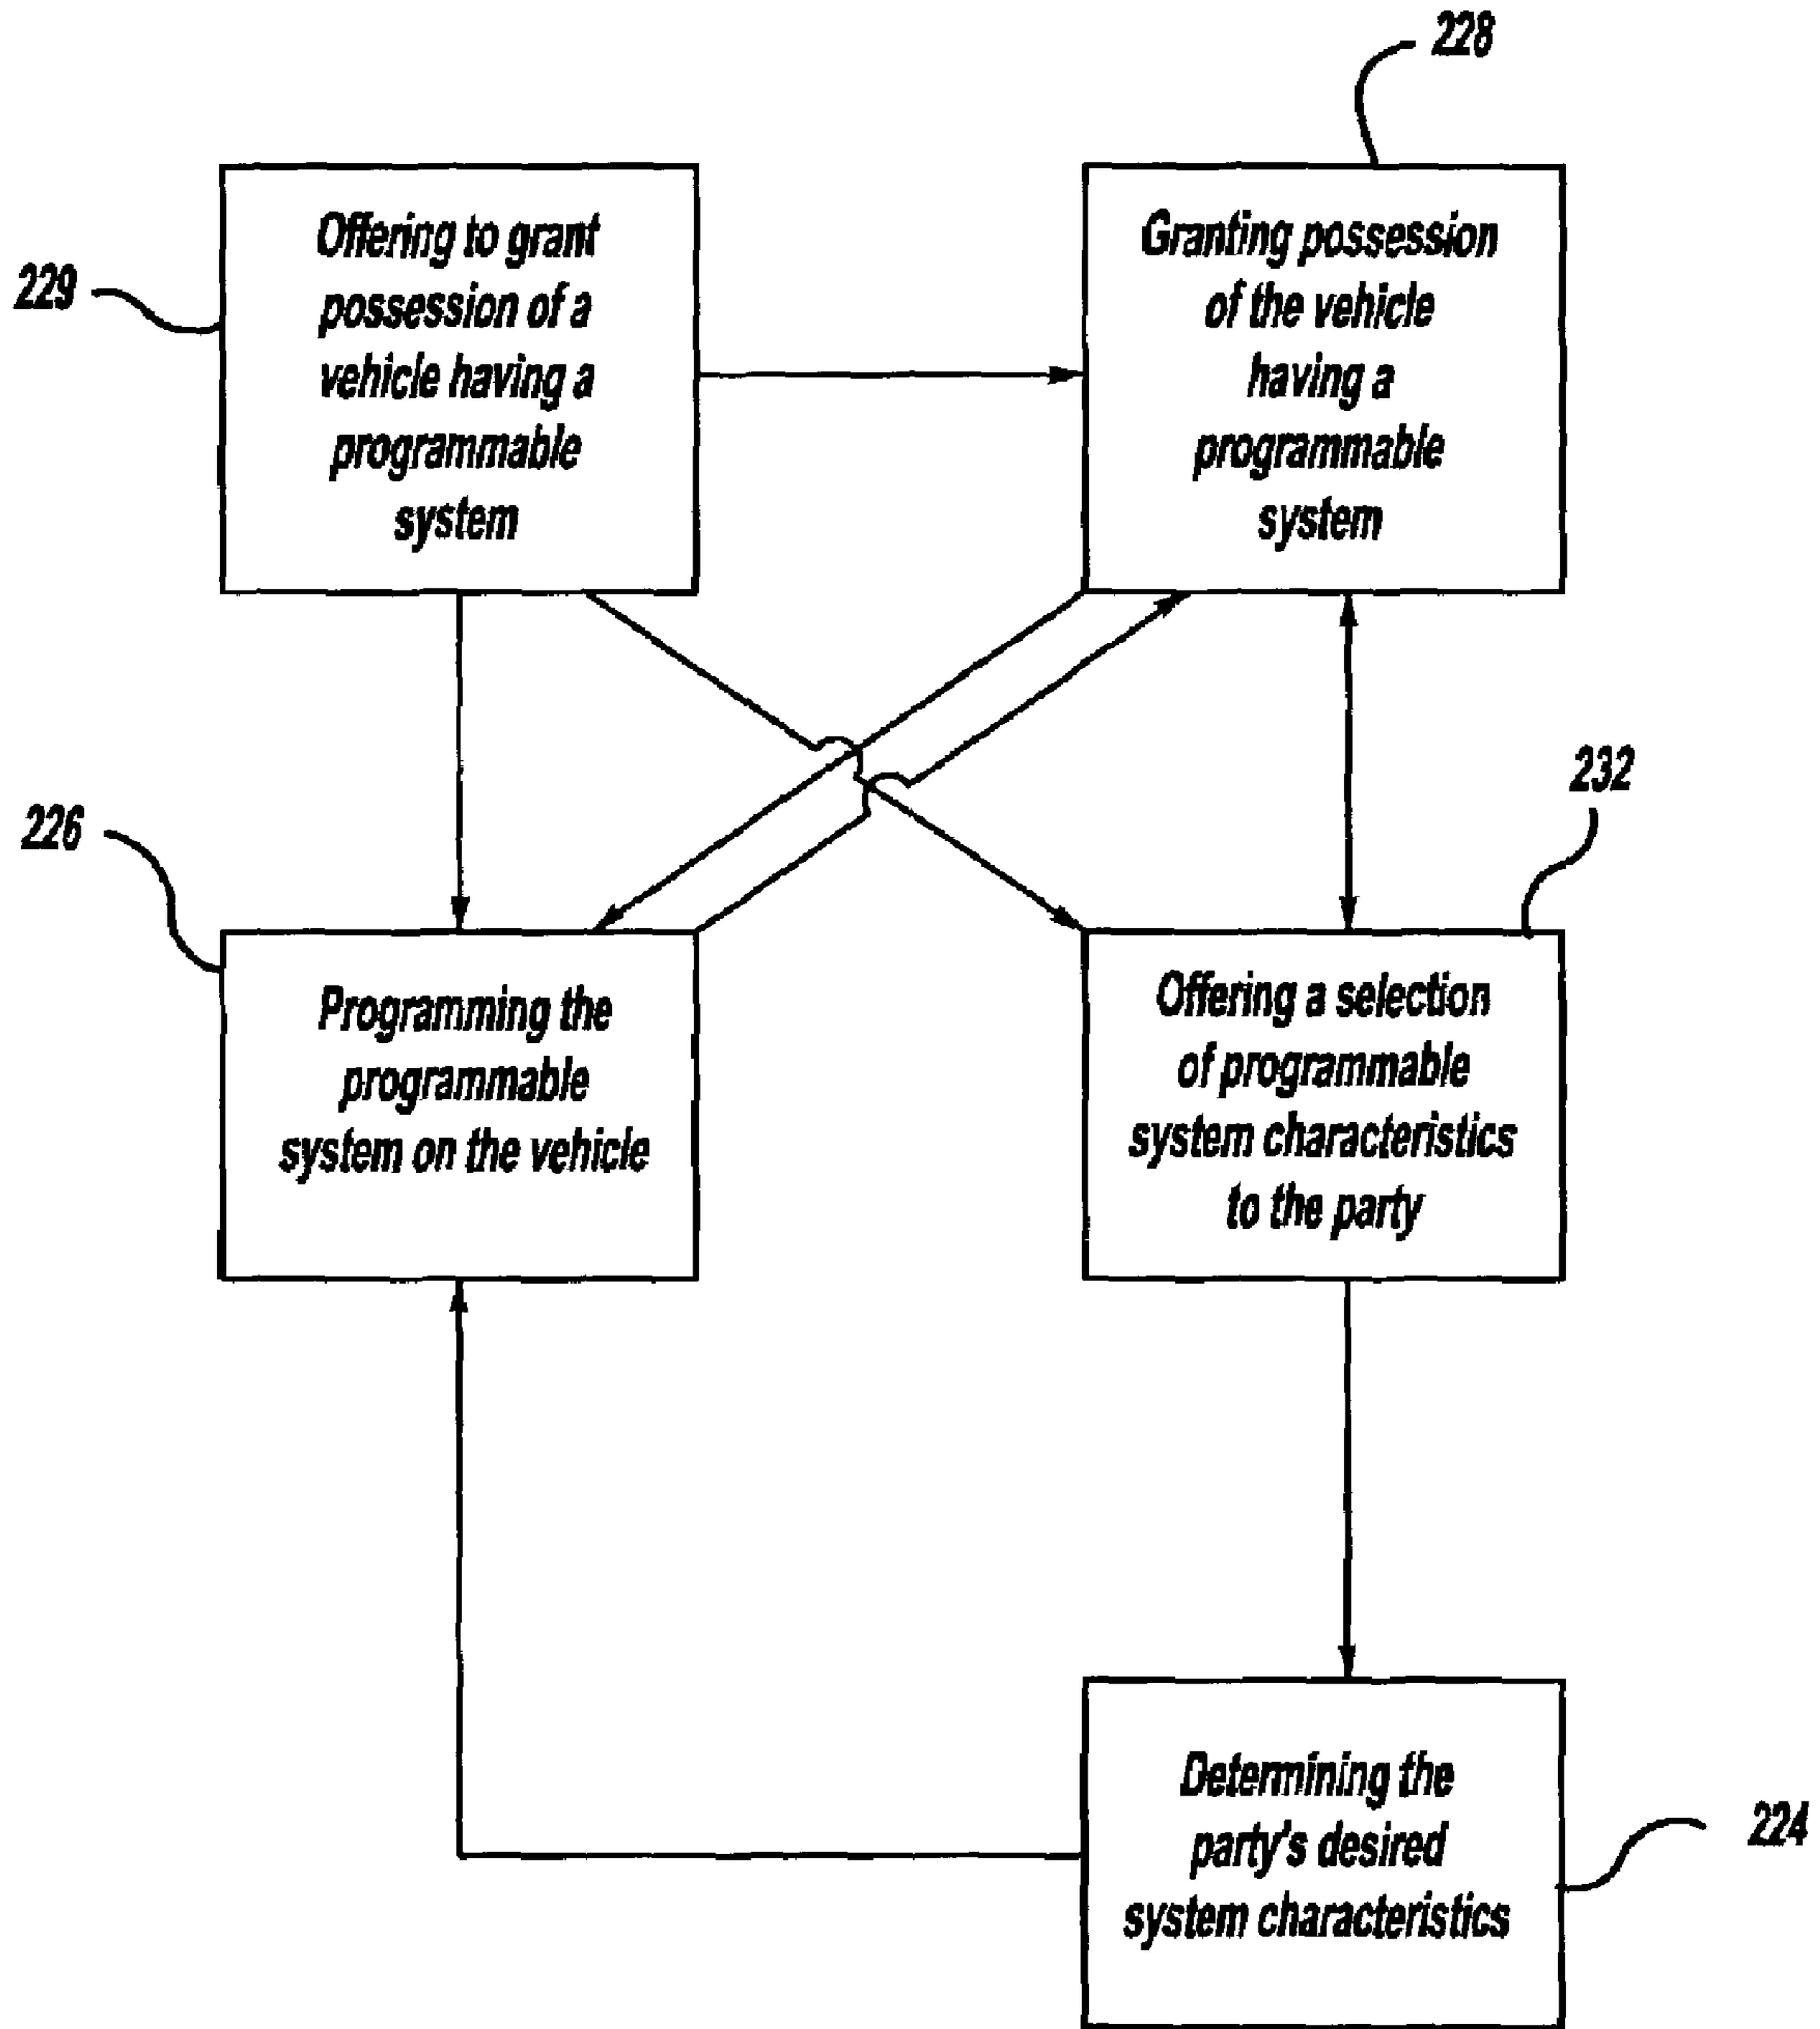 228
Offering to grant
possession of a
vehicle having a
programmable
system
Granting possession
of the vehicle
having a
programmable
system
229
232
226
Programming the
programmable
system on the vehicle
Offering a selection
of programmable
system characteristics
to the party
Determining the
party's desired
system characteristics
224